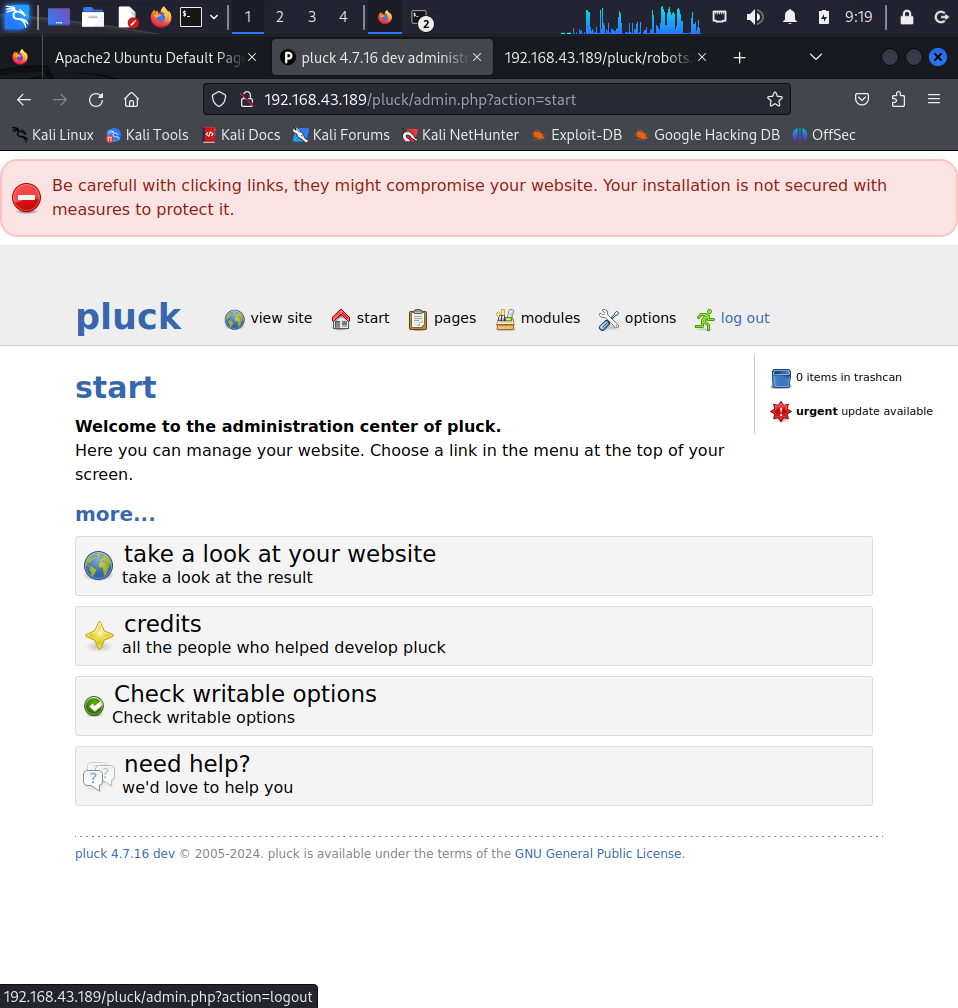 1 2 3 4 2 9:19
Apache2 Ubuntu Default Pag
pluck 4.7.16 dev administr
192.168.43.189/pluck/robots.
192.168.43.189/pluck/admin.php?action=start
Kali Linux Kali Tools Kali Docs Kali Forums Kali NetHunter Exploit-DB Google Hacking DB OffSec
Be carefull with clicking links, they might compromise your website. Your installation is not secured with
measures to protect it.
pluck view site start pages modules options log out
0 items in trashcan
urgent update available
start
Welcome to the administration center of pluck.
Here you can manage your website. Choose a link in the menu at the top of your
screen.
more...
take a look at your website
take a look at the result
credits
all the people who helped develop pluck
Check writable options
Check writable options
need help?
we'd love to help you
pluck 4.7.16 dev © 2005-2024. pluck is available under the terms of the GNU General Public License.
192.168.43.189/pluck/admin.php?action=logout